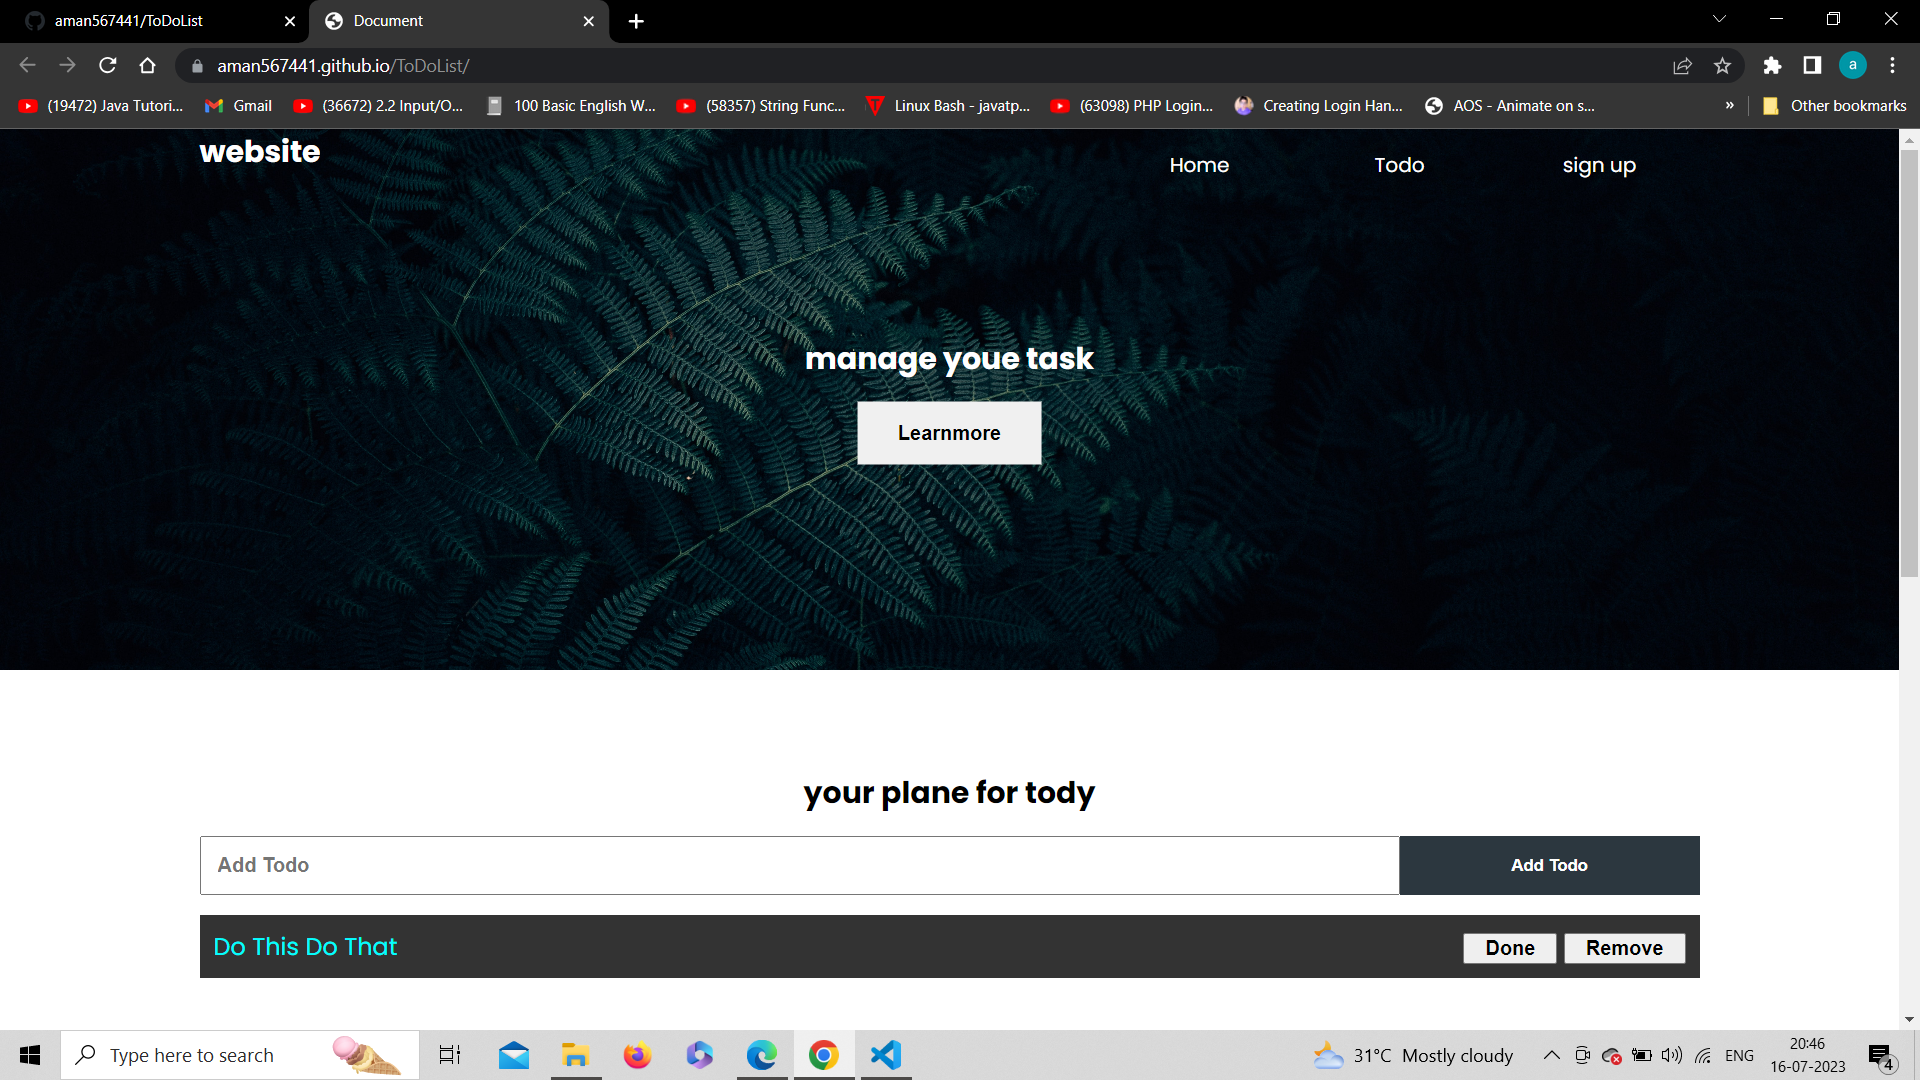 aman567441/ToDoList
Document
aman567441.github.io/ToDoList/
a
(19472) Java Tutori...
Gmail
(36672) 2.2 Input/O...
100 Basic English W...
(58357) String Func...
Linux Bash - javatp...
(63098) PHP Login...
Creating Login Han...
AOS - Animate on s...
»
Other bookmarks
website
Home
Todo
sign up
manage youe task
Learnmore
your plane for tody
Add Todo
Add Todo
Do This Do That
Done
Remove
Type here to search
31°C Mostly cloudy
ENG
20:46
16-07-2023
4